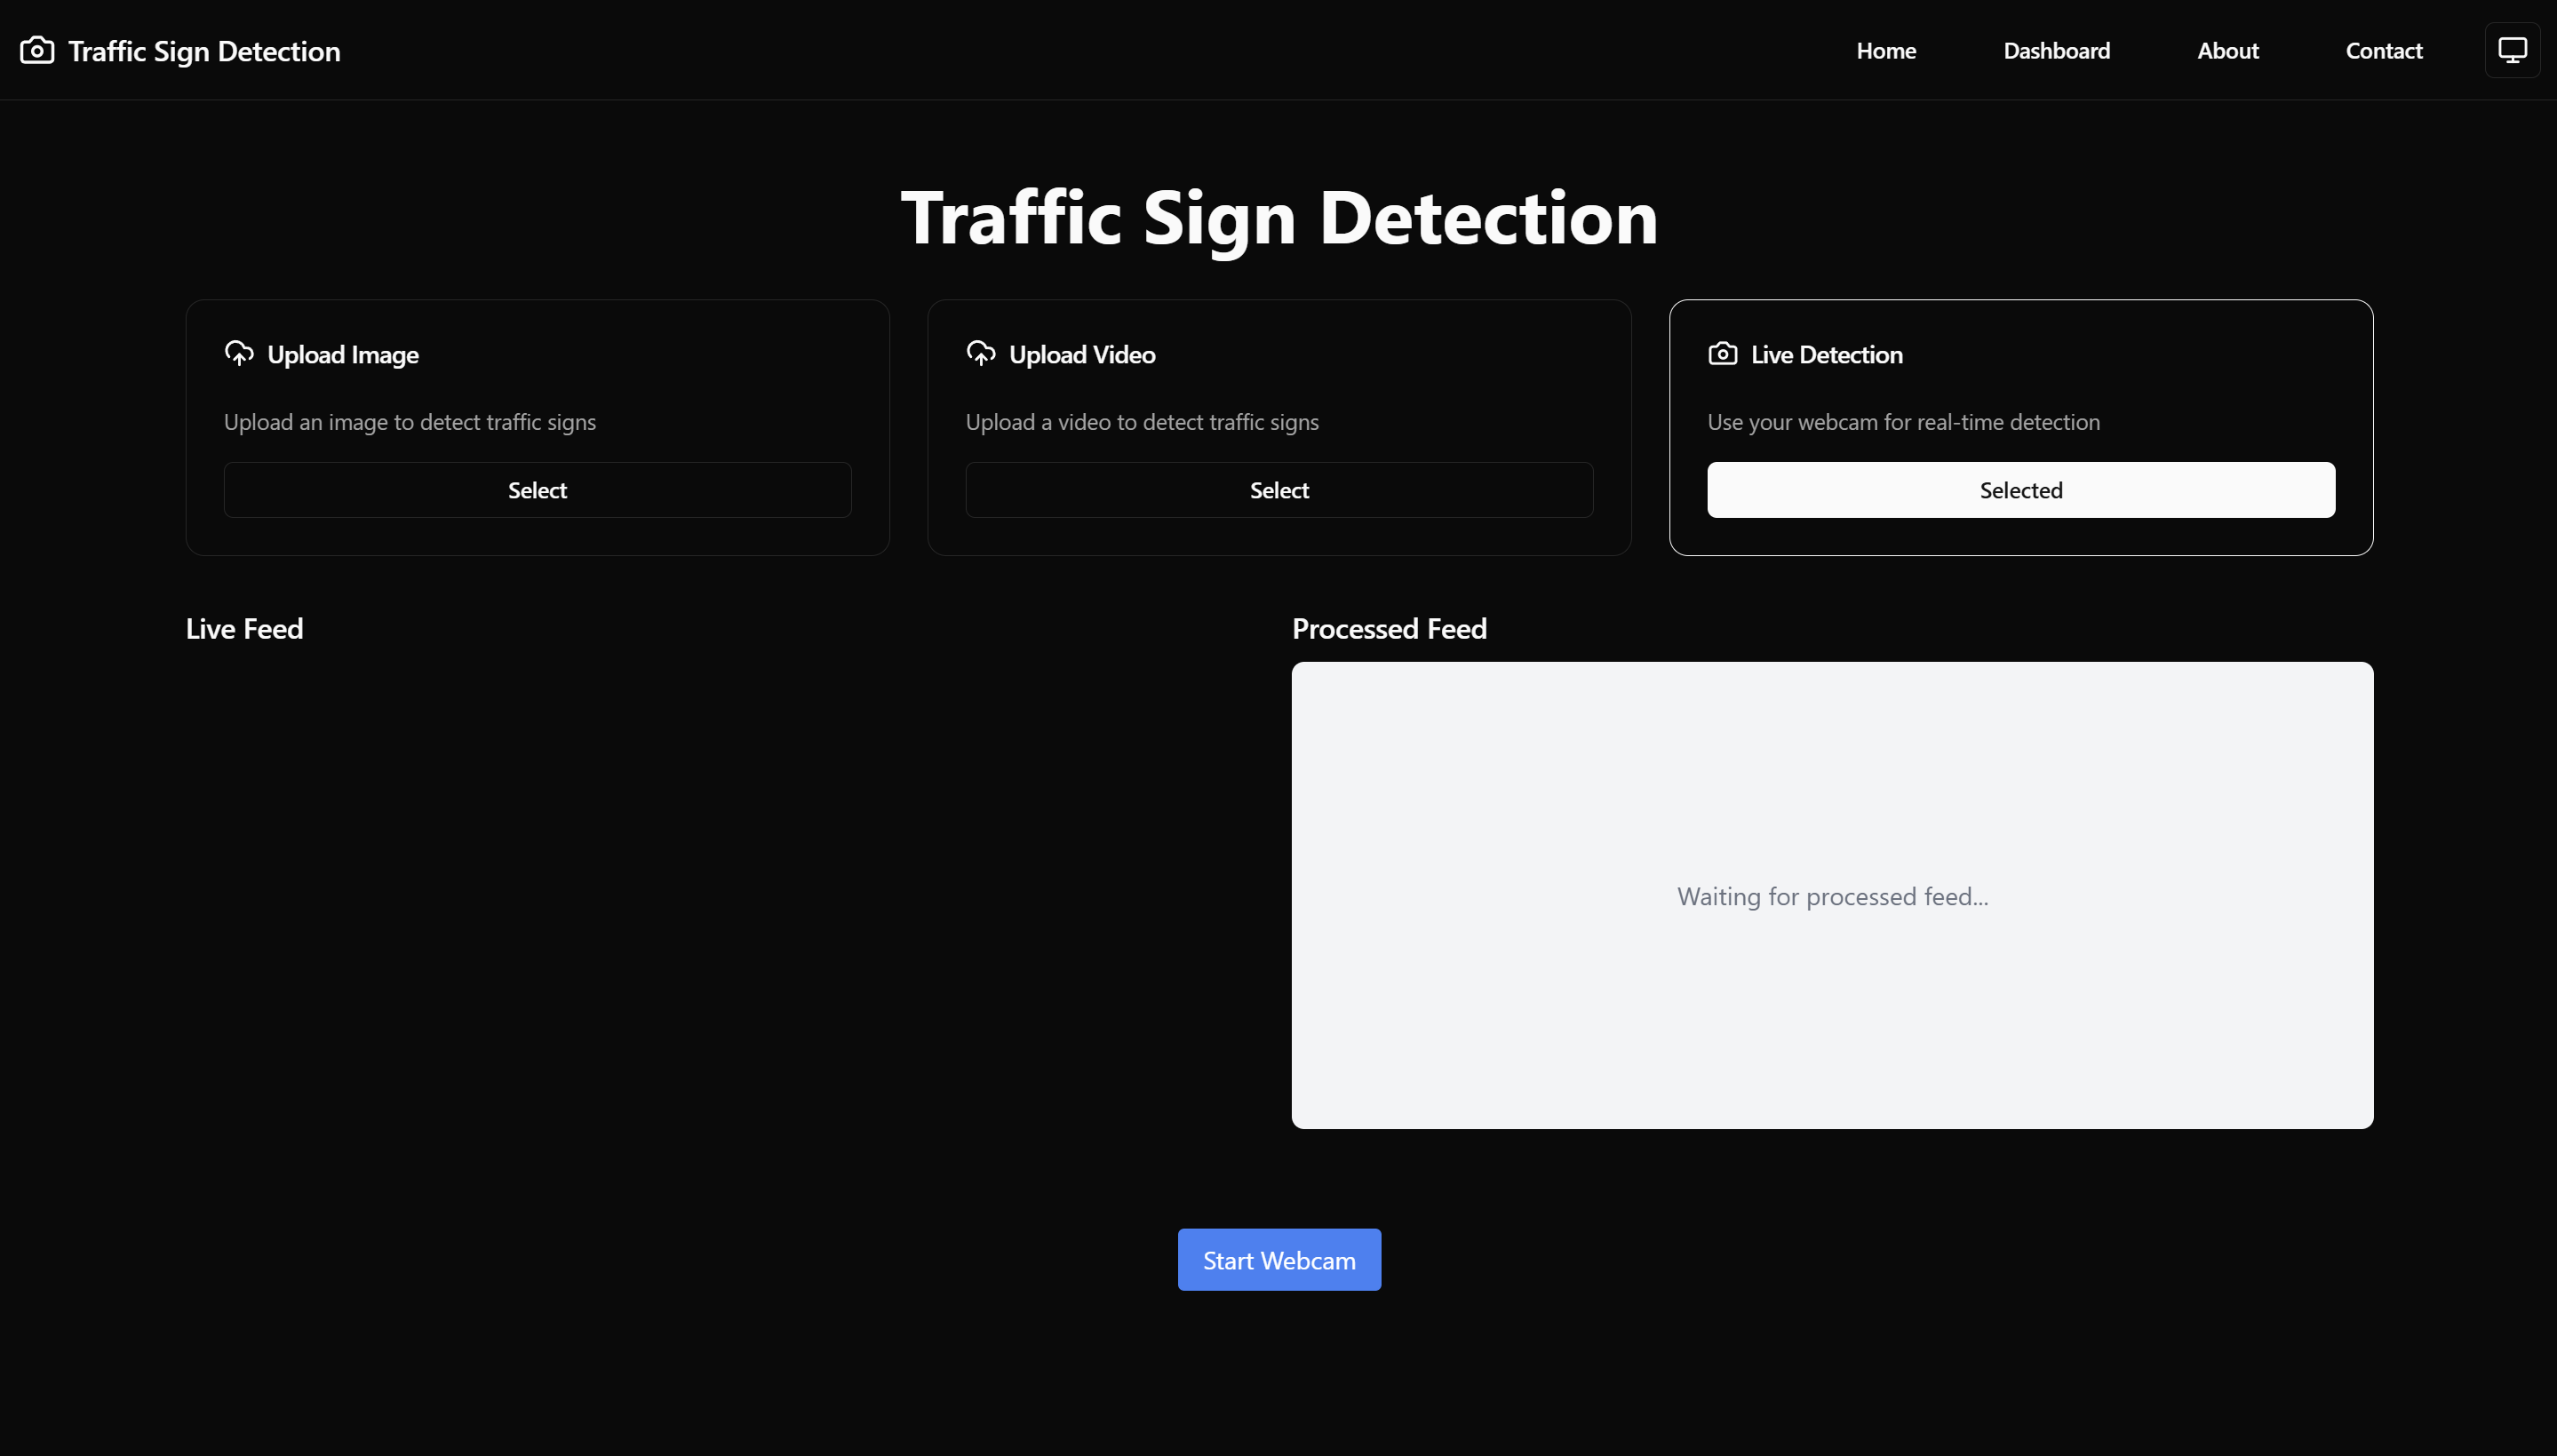 Traffic Sign Detection
Home
Dashboard
About
Contact
Traffic Sign Detection
Upload Image
Upload an image to detect traffic signs
Select
Upload Video
Upload a video to detect traffic signs
Select
Live Detection
Use your webcam for real-time detection
Selected
Live Feed
Processed Feed
Waiting for processed feed...
Start Webcam